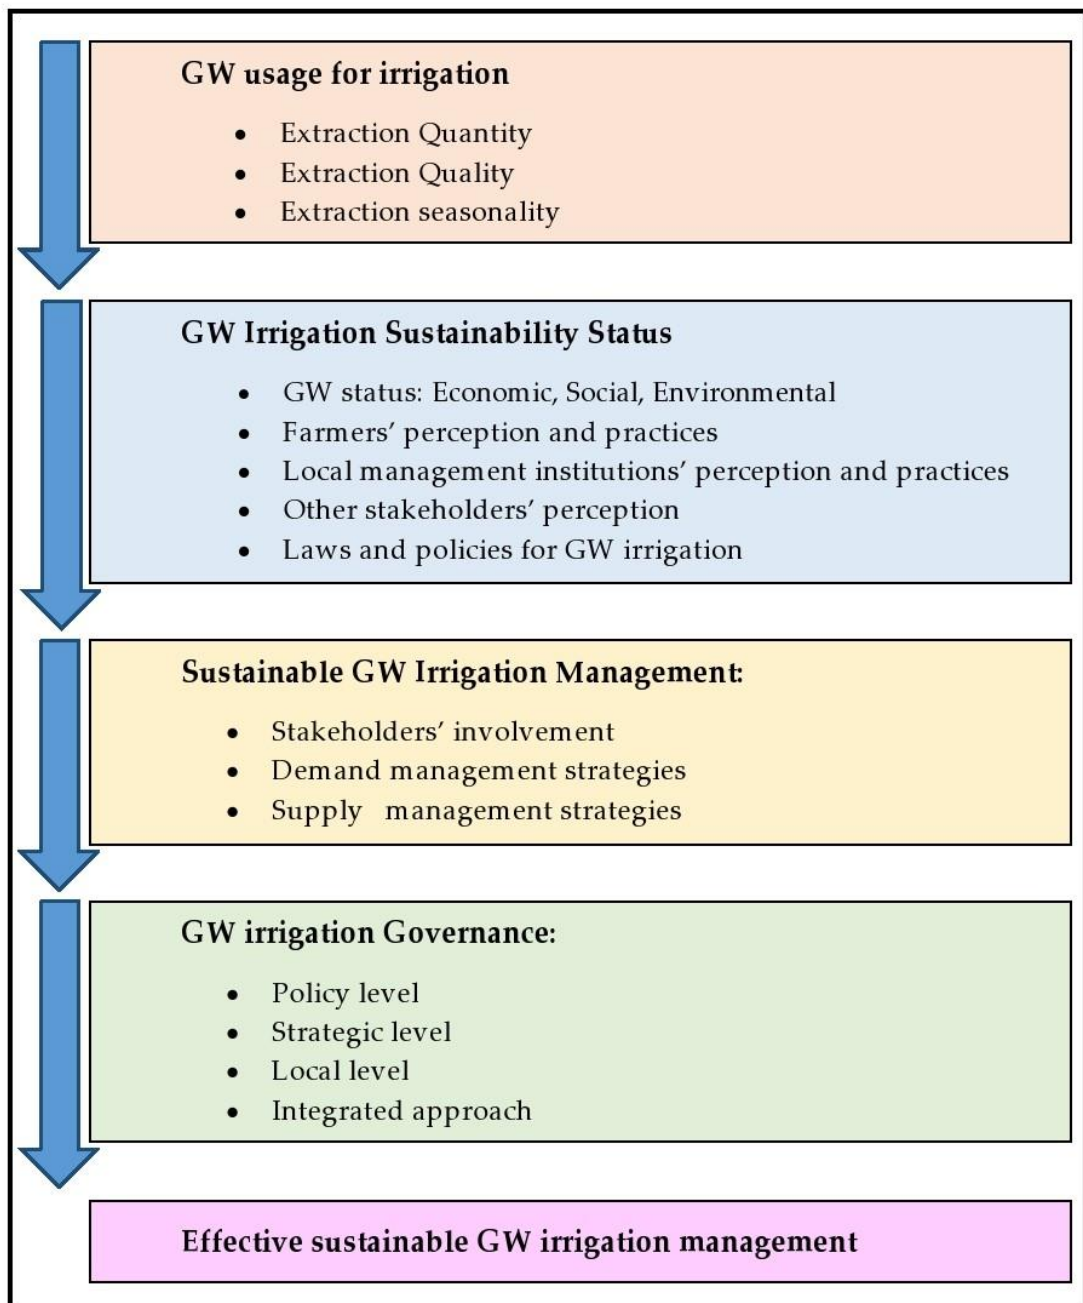 GW usage for irrigation
• Extraction Quantity
• Extraction Quality
• Extraction seasonality
GW Irrigation Sustainability Status
• GW status: Economic, Social, Environmental
• Farmers’ perception and practices
• Local management institutions’ perception and practices
• Other stakeholders’ perception
• Laws and policies for GW irrigation
Sustainable GW Irrigation Management:
• Stakeholders’ involvement
• Demand management strategies
• Supply management strategies
GW irrigation Governance:
• Policy level
• Strategic level
• Local level
• Integrated approach
Effective sustainable GW irrigation management